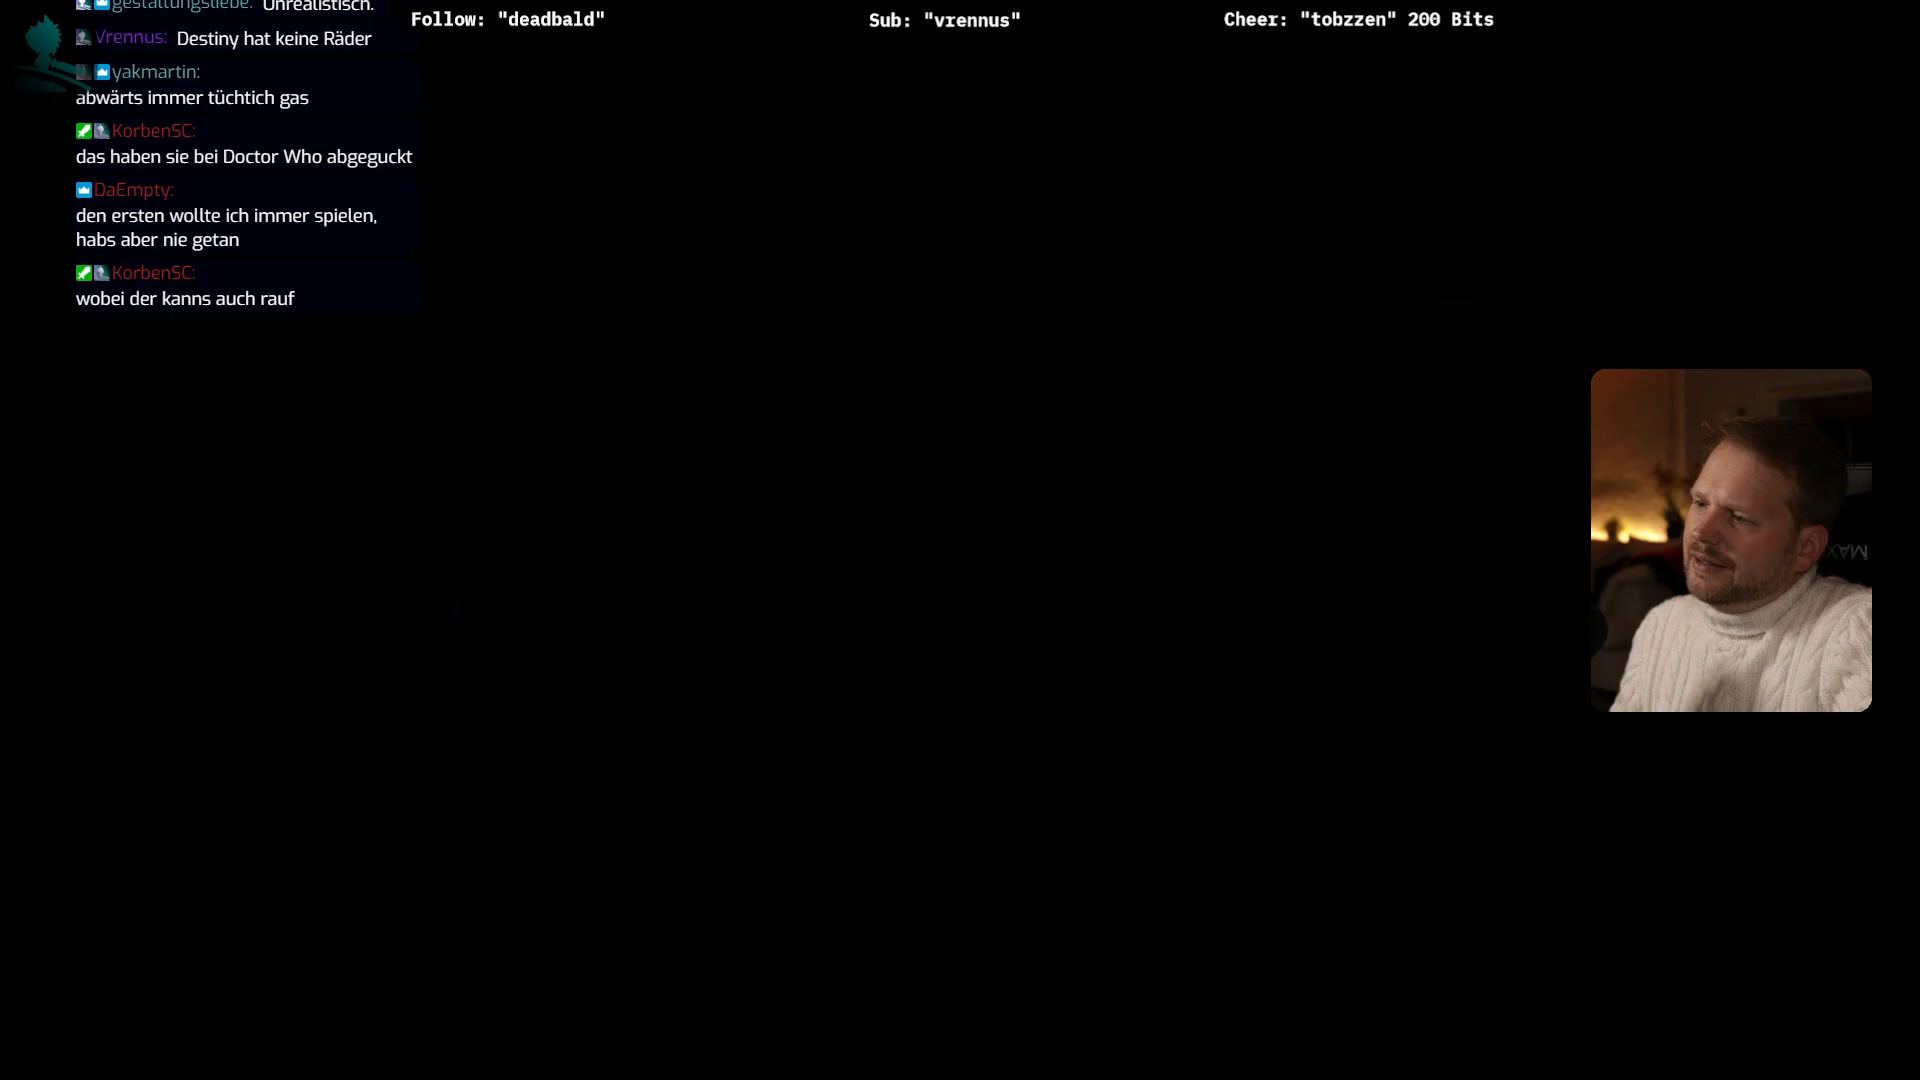 gestaltungsliebe: Unrealistisch.
Follow: "deadbald"
Sub: "vrennus"
Cheer: "tobzzen" 200 Bits
Vrennus: Destiny hat keine Räder
yakmartin:
abwärts immer tüchtich gas
KorbenSC:
das haben sie bei Doctor Who abgeguckt
DaEmpty:
den ersten wollte ich immer spielen,
habs aber nie getan
KorbenSC:
wobei der kanns auch rauf